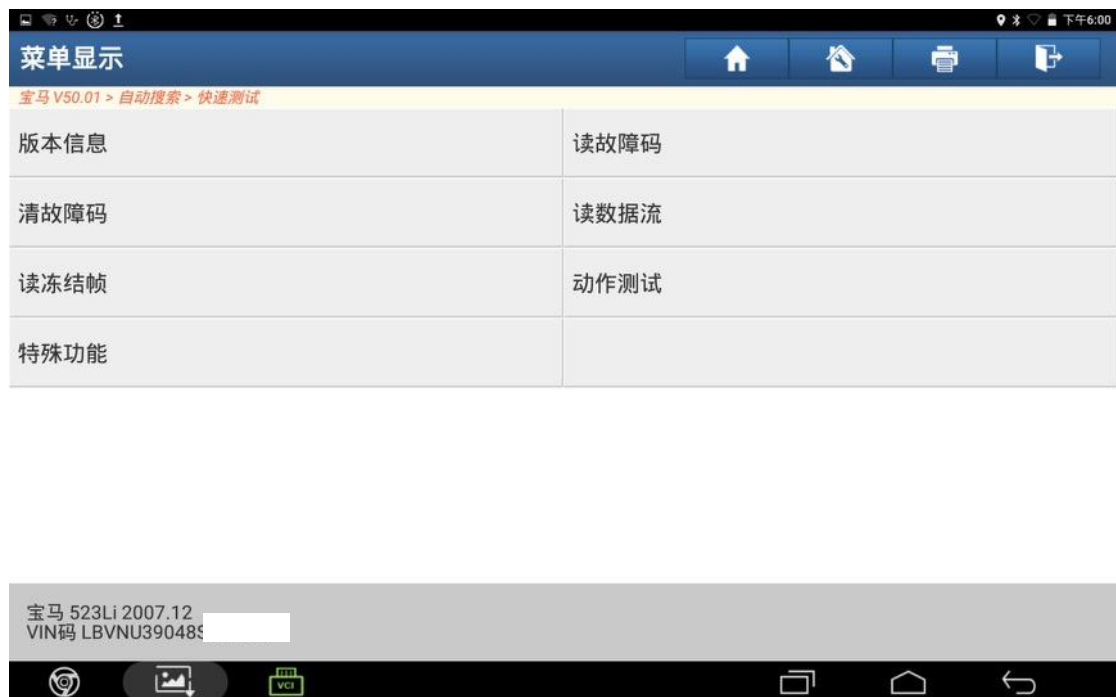 下午6:00
菜单显示
宝马 V50.01 > 自动搜索 > 快速测试
版本信息
读故障码
清故障码
读数据流
读冻结帧
动作测试
特殊功能
宝马 523Li 2007.12
VIN码 LBVNU39048S
VCI